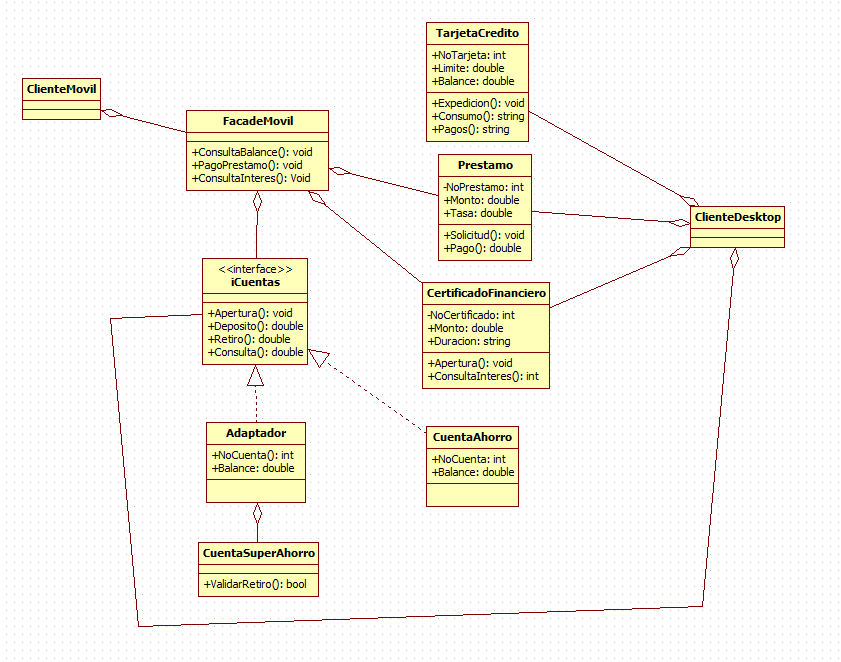 TarjetaCredito
+NoTarjeta: int
+Limite: double
+Balance: double
+Expedicion(): void
+Consumo(): string
+Pagos(): string
ClienteMovil
FacadeMovil
+ConsultaBalance(): void
+PagoPrestamo(): void
+ConsultaInteres(): Void
Prestamo
-NoPrestamo: int
+Monto: double
+Tasa: double
+Solicitud(): void
+Pago(): double
ClienteDesktop
<<interface>>
iCuentas
+Apertura(): void
+Deposito(): double
+Retiro(): double
+Consulta(): double
CertificadoFinanciero
-NoCertificado: int
+Monto: double
+Duracion: string
+Apertura(): void
+ConsultaInteres(): int
Adaptador
+NoCuenta(): int
+Balance: double
CuentaAhorro
+NoCuenta: int
+Balance: double
CuentaSuperAhorro
+ValidarRetiro(): bool